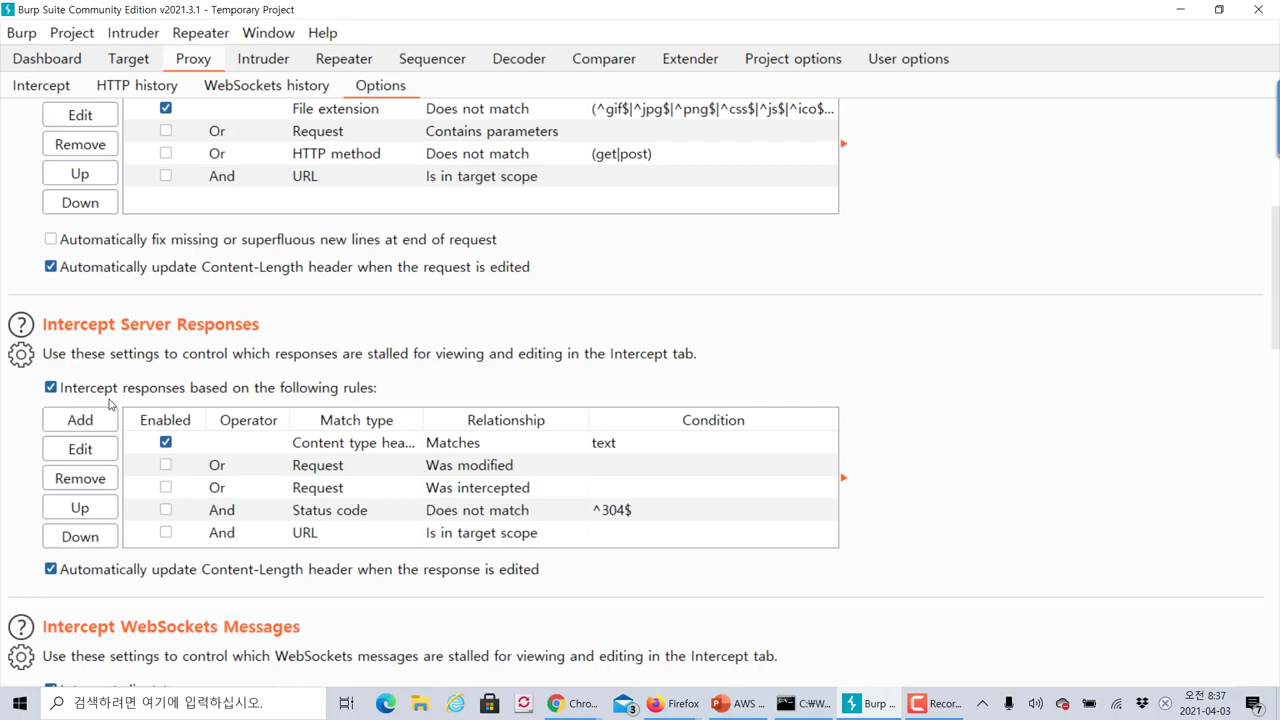 Burp Suite Community Edition v2021.3.1 - Temporary Project
Burp Project Intruder Repeater Window Help
Dashboard Target Proxy Intruder Repeater Sequencer Decoder Comparer Extender Project options User options
Intercept HTTP history WebSockets history Options
Edit File extension Does not match (^gif$|^jpg$|^png$|^css$|^js$|^ico$...
Or Request Contains parameters
Remove Or HTTP method Does not match (get|post)
Up And URL Is in target scope
Down
Automatically fix missing or superfluous new lines at end of request
Automatically update Content-Length header when the request is edited
? Intercept Server Responses
Use these settings to control which responses are stalled for viewing and editing in the Intercept tab.
Intercept responses based on the following rules:
Add Enabled Operator Match type Relationship Condition
Edit Content type hea... Matches text
Or Request Was modified
Remove Or Request Was intercepted
Up And Status code Does not match ^304$
Down And URL Is in target scope
Automatically update Content-Length header when the response is edited
? Intercept WebSockets Messages
Use these settings to control which WebSockets messages are stalled for viewing and editing in the Intercept tab.
검색하려면 여기에 입력하십시오. Chro... 3 Firefox AWS ... C:\W... Burp ... Recor... 오전 8:37
2021-04-03 7